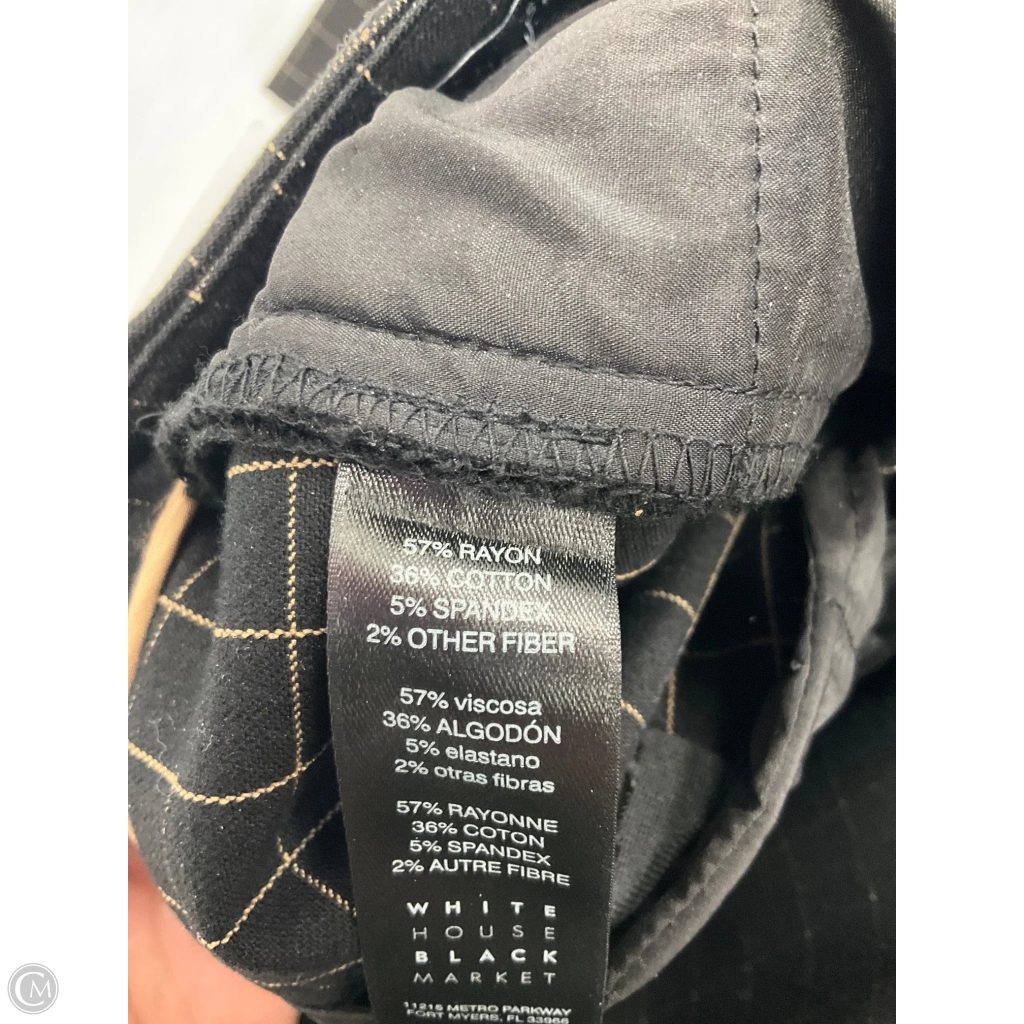 57% RAYON
36% COTTON
5% SPANDEX
2% OTHER FIBER
57% viscosa
36% ALGODÓN
5% elastano
2% otras fibras
57% RAYONNE
36% COTON
5% SPANDEX
2% AUTRE FIBRE
WHITE
HOUSE
BLACK
MARKET
11215 METRO PARKWAY
FORT MYERS, FL 33966
CM